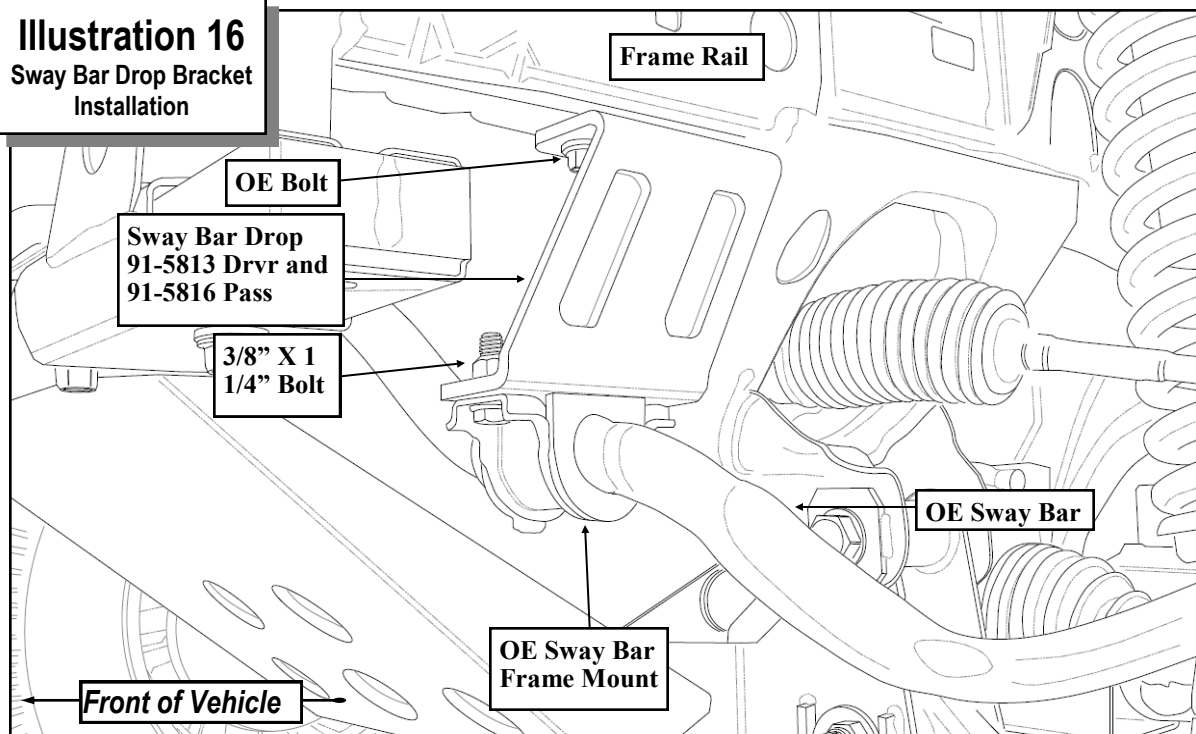 Illustration 16
Sway Bar Drop Bracket
Installation
Frame Rail
OE Bolt
Sway Bar Drop
91-5813 Drvr and
91-5816 Pass
3/8” X 1
1/4” Bolt
OE Sway Bar
OE Sway Bar
Frame Mount
Front of Vehicle